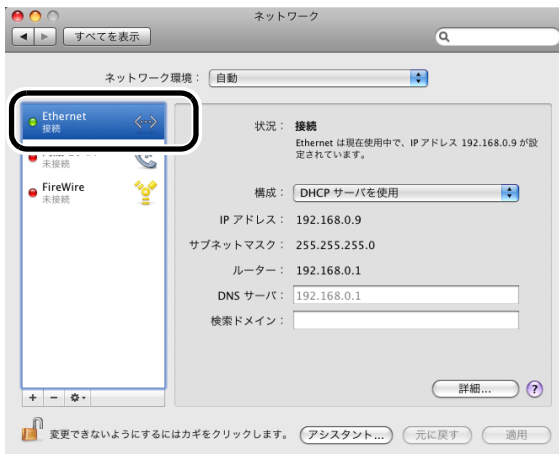 ネットワーク
すべてを表示
ネットワーク環境： 自動
Ethernet
接続
未接続
FireWire
未接続
状況： 接続
Ethernet は現在使用中で、IP アドレス 192.168.0.9 が設
定されています。
構成： DHCP サーバを使用
IP アドレス： 192.168.0.9
サブネットマスク： 255.255.255.0
ルーター： 192.168.0.1
DNS サーバ： 192.168.0.1
検索ドメイン：
詳細... ?
+ −
変更できないようにするにはカギをクリックします。 アシスタント... 元に戻す 適用